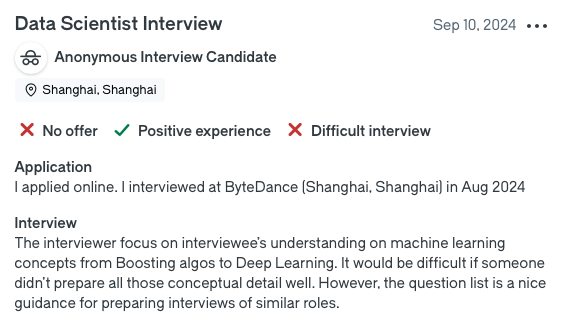 Data Scientist Interview
Sep 10, 2024
Anonymous Interview Candidate
Shanghai, Shanghai
No offer
Positive experience
Difficult interview
Application
I applied online. I interviewed at ByteDance (Shanghai, Shanghai) in Aug 2024
Interview
The interviewer focus on interviewee's understanding on machine learning
concepts from Boosting algos to Deep Learning. It would be difficult if someone
didn't prepare all those conceptual detail well. However, the question list is a nice
guidance for preparing interviews of similar roles.